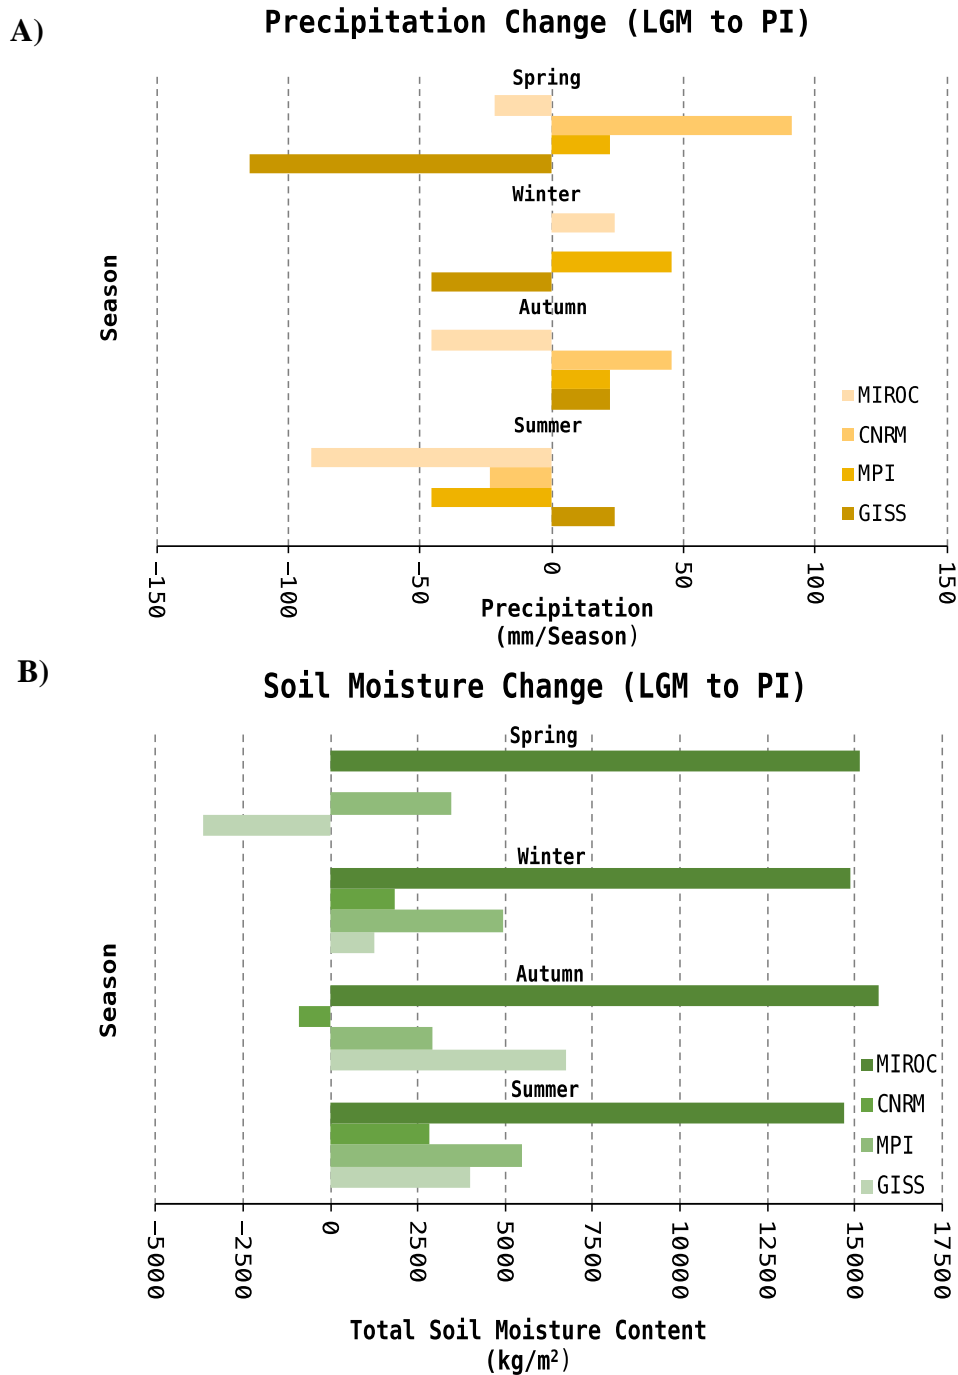 A)
Precipitation Change (LGM to PI)
Spring
Winter
Autumn
Summer
Season
MIROC
CNRM
MPI
GISS
−150
−100
−50
0
50
100
150
Precipitation
(mm/Season)
B)
Soil Moisture Change (LGM to PI)
Spring
Winter
Autumn
Summer
Season
MIROC
CNRM
MPI
GISS
−5000
−2500
0
2500
5000
7500
10000
12500
15000
17500
Total Soil Moisture Content
(kg/m²)